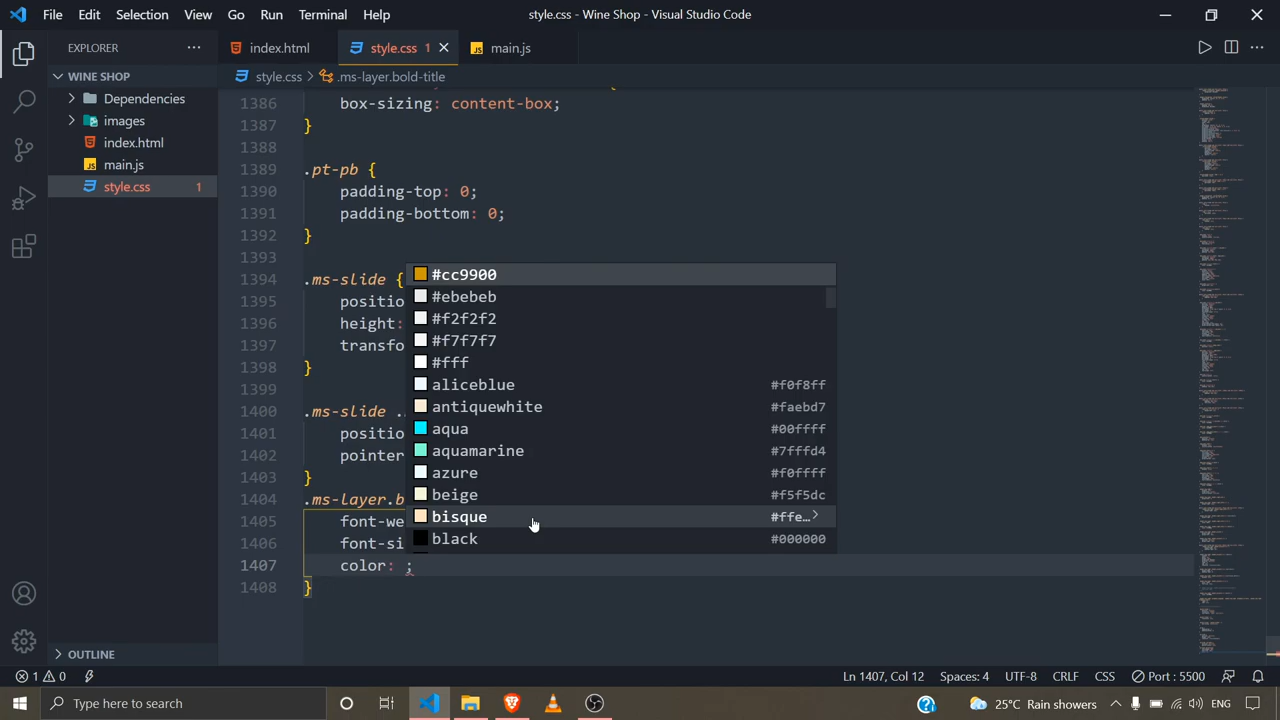 File Edit Selection View Go Run Terminal Help style.css - Wine Shop - Visual Studio Code
EXPLORER
index.html style.css 1 main.js
WINE SHOP
style.css > .ms-layer.bold-title
Dependencies
images
index.html
main.js
style.css 1
1386 box-sizing: content-box;
1387 }
1388
1389 .pt-pb {
1390 padding-top: 0;
1391 padding-bottom: 0;
1392 }
1393
1394 .ms-slide {
1395 positio
1396 height:
1397 transfo
1398 }
1399
1400 .ms-slide .
1401 positio
1402 pointer
1403 }
1404 .ms-layer.b
1405 font-we
1406 font-si
1407 color: ;
1408 }
#cc9900
#ebebeb
#f2f2f2
#f7f7f7
#fff
aliceblue #f0f8ff
antiquewhite #faebd7
aqua #00ffff
aquamarine #7fffd4
azure #f0ffff
beige #f5f5dc
bisque e…
black #000000
OUTLINE
1 0 Ln 1407, Col 12 Spaces: 4 UTF-8 CRLF CSS Port : 5500
Type here to search 25°C Rain showers ENG